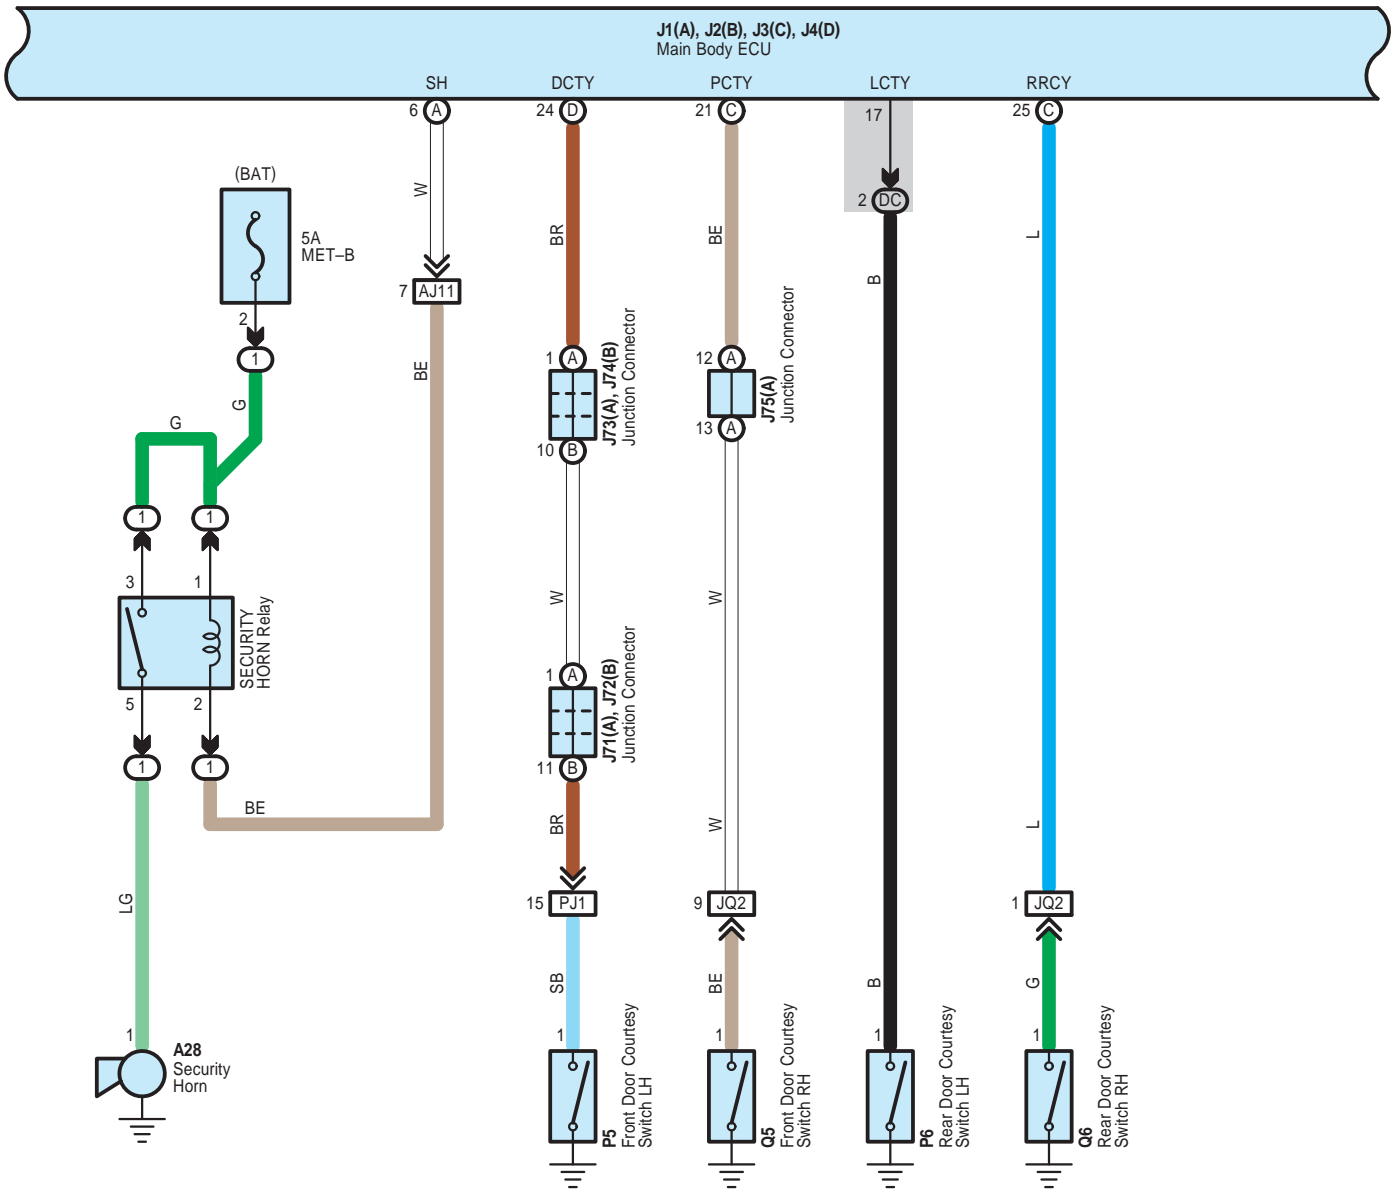 J1(A), J2(B), J3(C), J4(D)
Main Body ECU
SH
DCTY
PCTY
LCTY
RRCY
6 A
24 D
21 C
17
25 C
(BAT)
5A
MET–B
2
1
W
BR
BE
2 DC
B
L
7 AJ11
BE
G
G
1 A
J73(A), J74(B)
Junction Connector
10 B
12 A
J75(A)
Junction Connector
13 A
1
1
3
1
SECURITY
HORN Relay
5
2
1
1
W
W
1 A
J71(A), J72(B)
Junction Connector
11 B
BE
BR
W
L
LG
15 PJ1
9 JQ2
1 JQ2
SB
BE
B
G
1
A28
Security
Horn
1
P5
Front Door Courtesy
Switch LH
1
Q5
Front Door Courtesy
Switch RH
1
P6
Rear Door Courtesy
Switch LH
1
Q6
Rear Door Courtesy
Switch RH